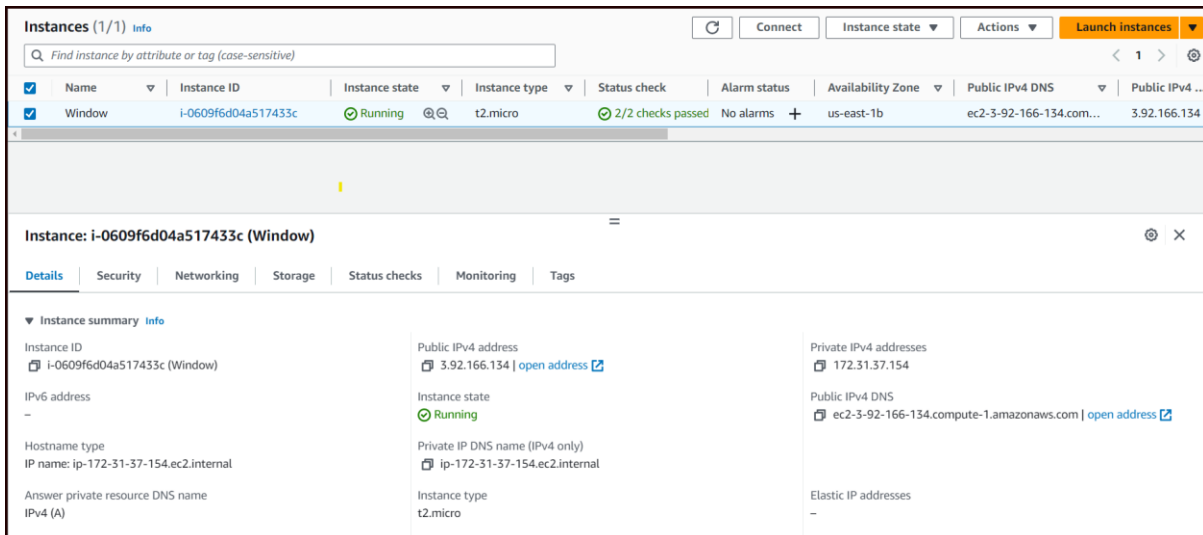 Instances (1/1) Info Connect Instance state Actions Launch instances
Find instance by attribute or tag (case-sensitive) 1
Name Instance ID Instance state Instance type Status check Alarm status Availability Zone Public IPv4 DNS Public IPv4 ...
Window i-0609f6d04a517433c Running t2.micro 2/2 checks passed No alarms + us-east-1b ec2-3-92-166-134.com... 3.92.166.134
Instance: i-0609f6d04a517433c (Window)
Details Security Networking Storage Status checks Monitoring Tags
Instance summary Info
Instance ID Public IPv4 address Private IPv4 addresses
i-0609f6d04a517433c (Window) 3.92.166.134 | open address 172.31.37.154
IPv6 address Instance state Public IPv4 DNS
– Running ec2-3-92-166-134.compute-1.amazonaws.com | open address
Hostname type Private IP DNS name (IPv4 only)
IP name: ip-172-31-37-154.ec2.internal ip-172-31-37-154.ec2.internal
Answer private resource DNS name Instance type Elastic IP addresses
IPv4 (A) t2.micro –